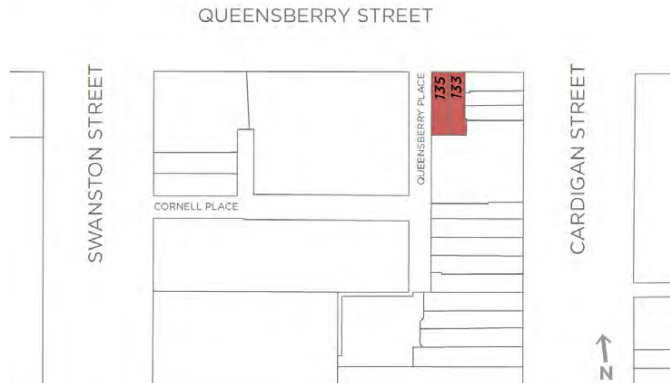 QUEENSBERRY STREET
SWANSTON STREET
135
133
QUEENSBERRY PLACE
CARDIGAN STREET
CORNELL PLACE
N